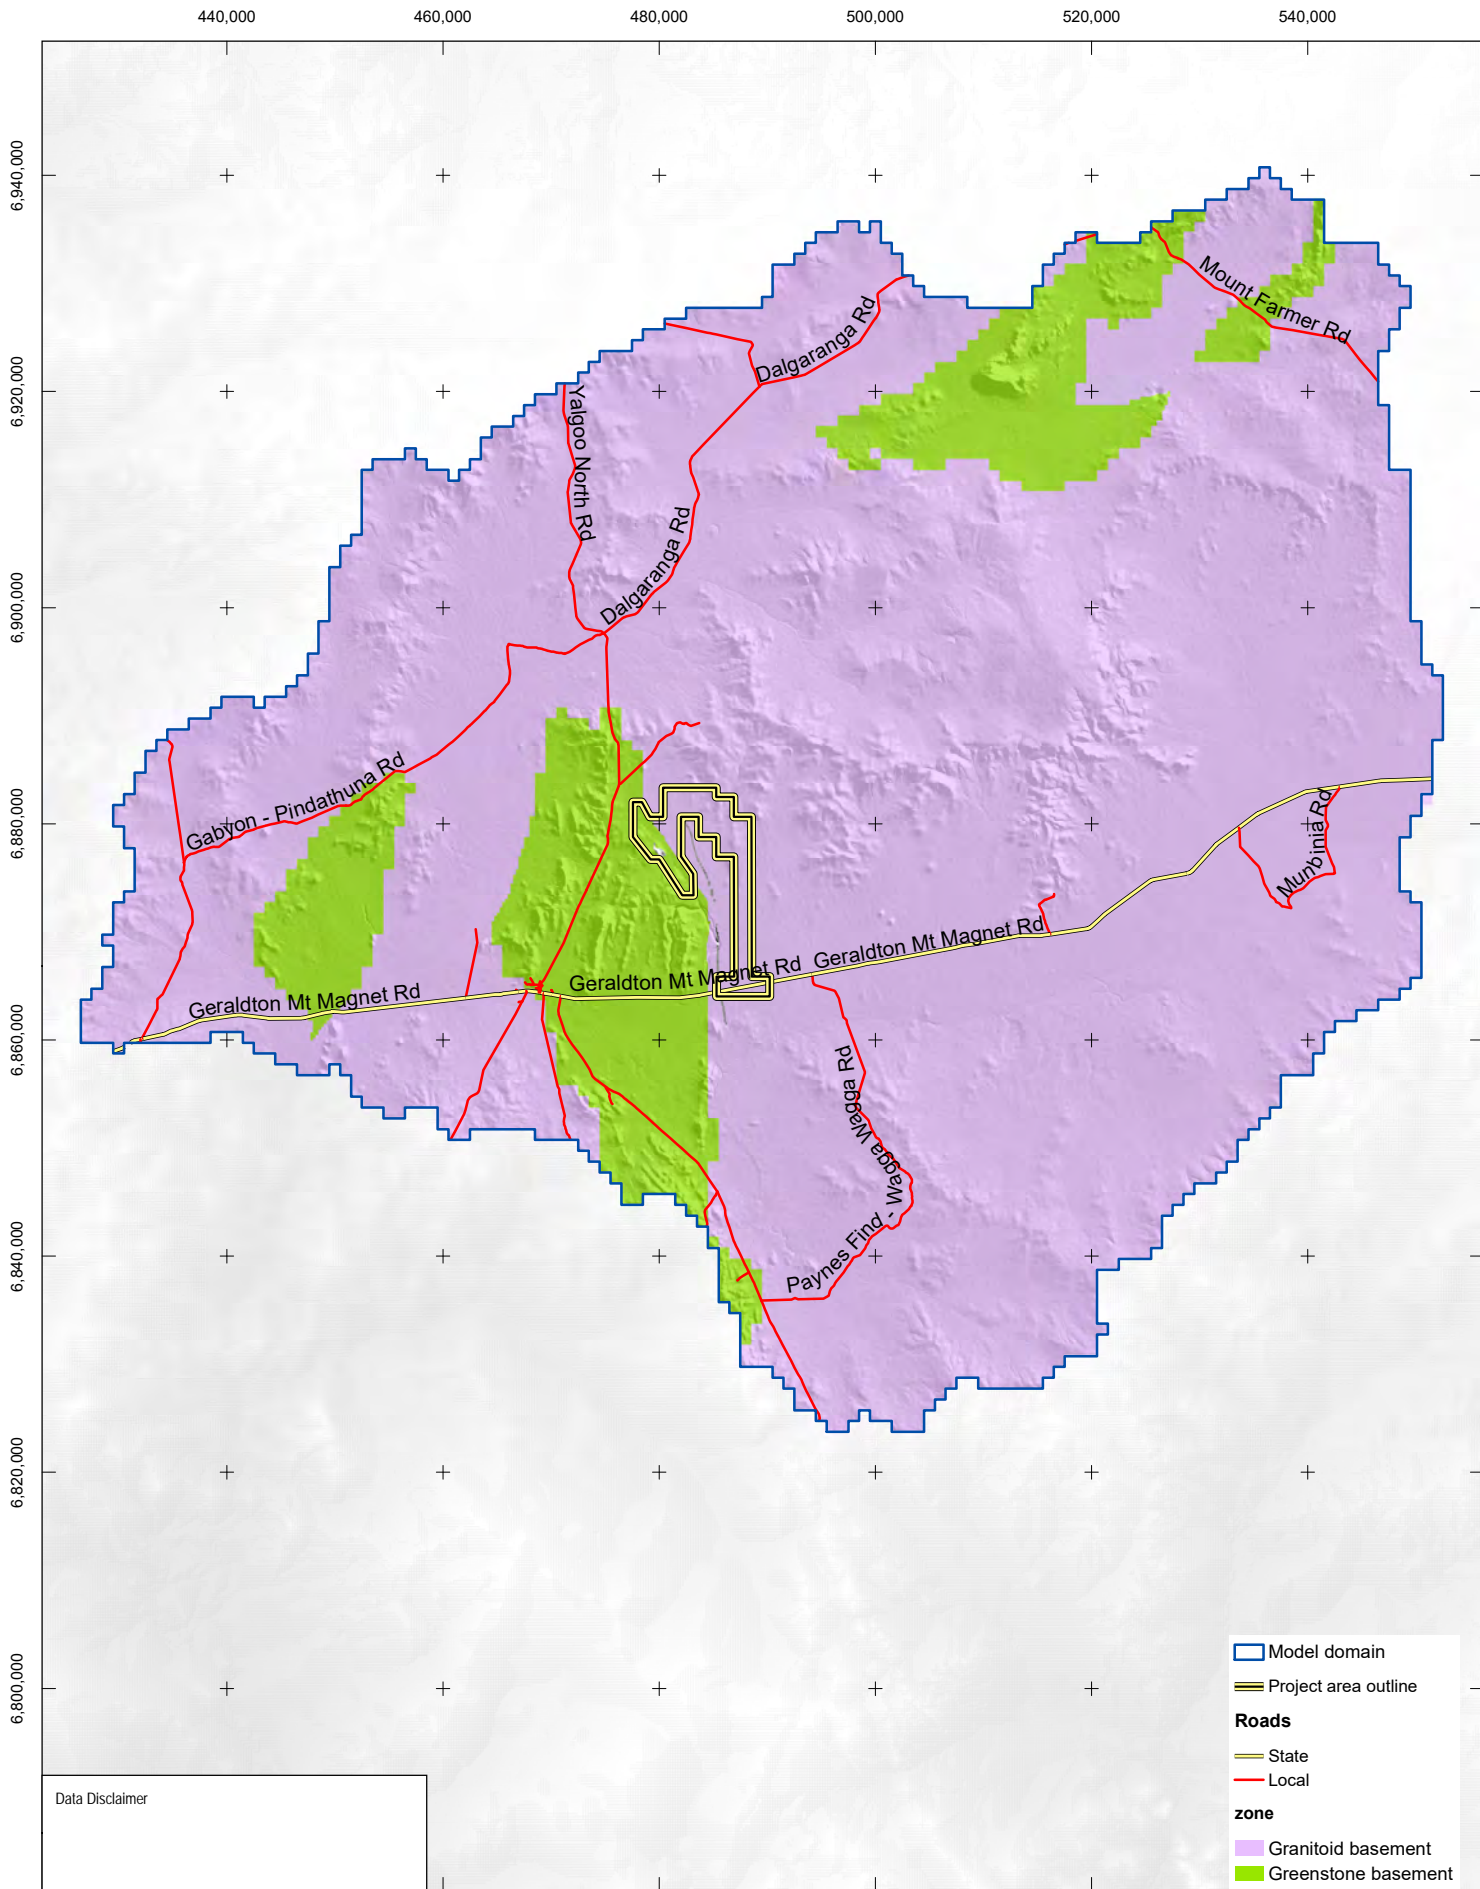 440,000 460,000 480,000 500,000 520,000 540,000
6,940,000
6,920,000
6,900,000
6,880,000
6,860,000
6,840,000
6,820,000
6,800,000
Mount Farmer Rd
Dalgaranga Rd
Yalgoo North Rd
Dalgaranga Rd
Gabyon - Pindathuna Rd
Munbinia Rd
Geraldton Mt Magnet Rd
Geraldton Mt Magnet Rd
Geraldton Mt Magnet Rd
Paynes Find - Wagga Wagga Rd
Model domain
Project area outline
Roads
State
Local
zone
Granitoid basement
Greenstone basement
Data Disclaimer